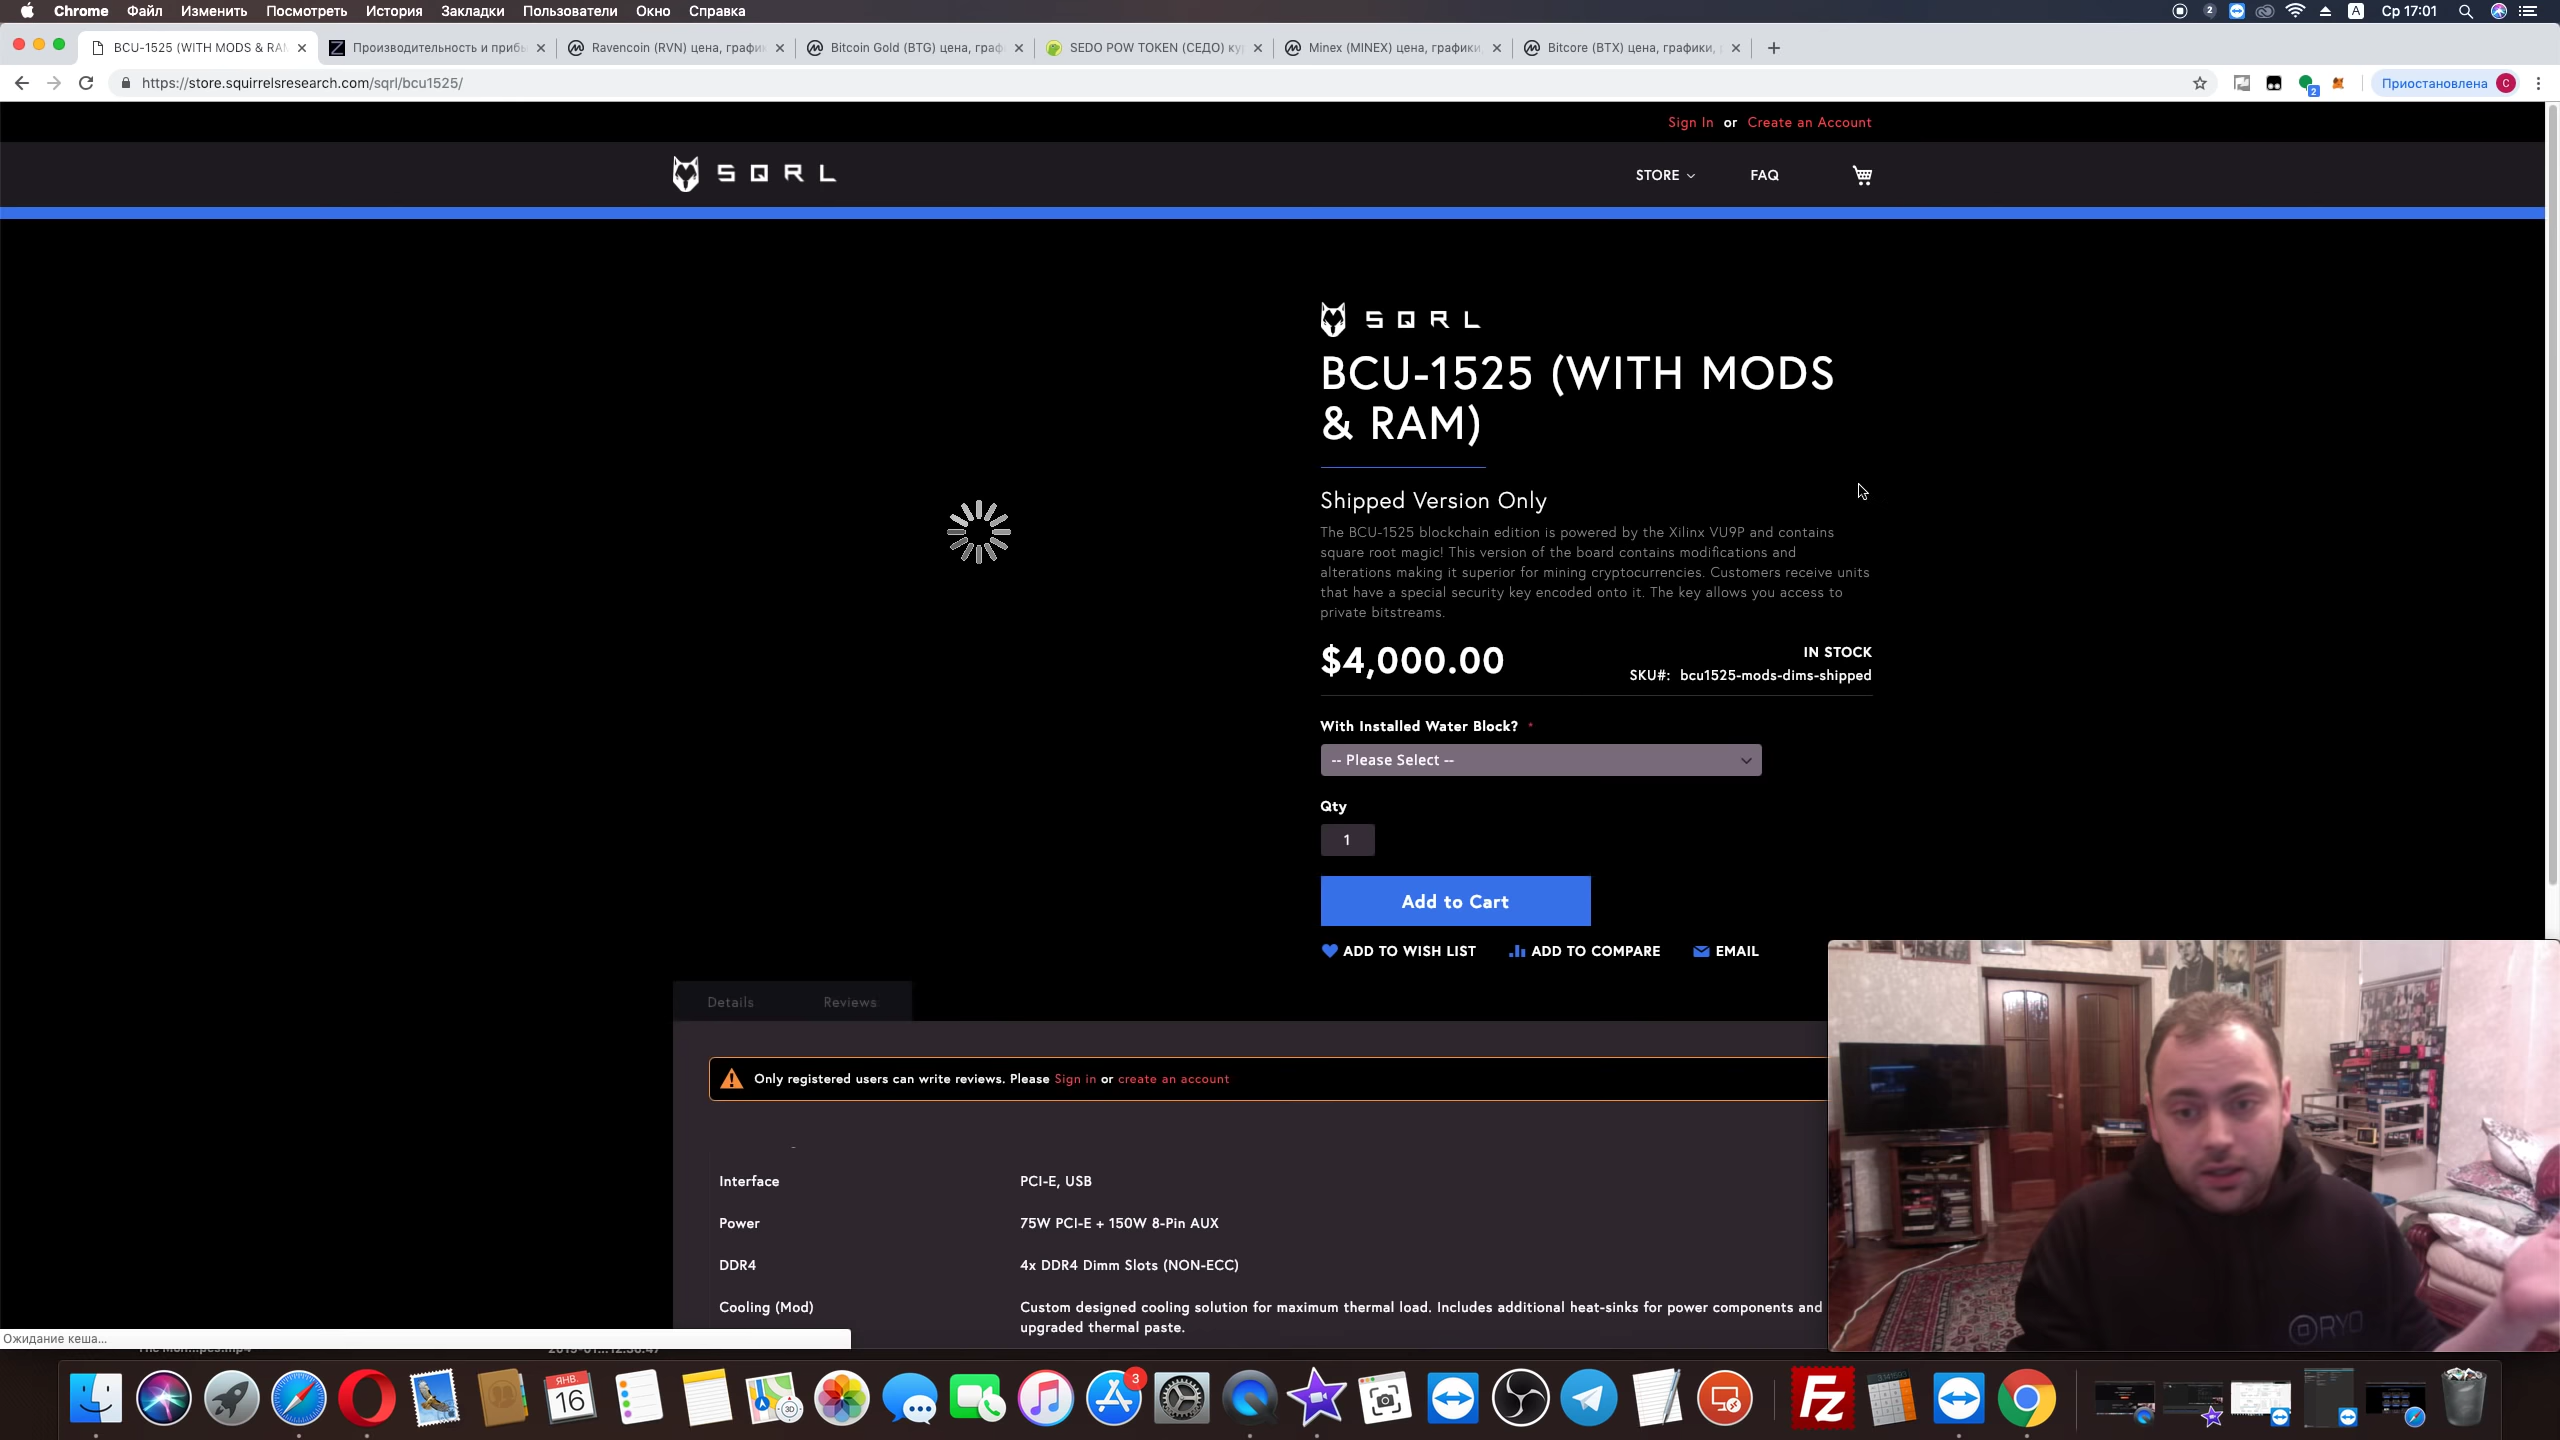 Chrome Файл Изменить Посмотреть История Закладки Пользователи Окно Справка
2 A Ср 17:01
BCU-1525 (WITH MODS & RAM
Производительность и прибы
Ravencoin (RVN) цена, графи
Bitcoin Gold (BTG) цена, граф
SEDO POW TOKEN (СЕДО) ку
Minex (MINEX) цена, графики,
Bitcore (BTX) цена, графики,
https://store.squirrelsresearch.com/sqrl/bcu1525/
2
Приостановлена C
Sign In or Create an Account
SQRL
STORE FAQ
SQRL
BCU-1525 (WITH MODS
& RAM)
Shipped Version Only
The BCU-1525 blockchain edition is powered by the Xilinx VU9P and contains
square root magic! This version of the board contains modifications and
alterations making it superior for mining cryptocurrencies. Customers receive units
that have a special security key encoded onto it. The key allows you access to
private bitstreams.
$4,000.00
IN STOCK
SKU#: bcu1525-mods-dims-shipped
With Installed Water Block? *
-- Please Select --
Qty
1
Add to Cart
ADD TO WISH LIST ADD TO COMPARE EMAIL
Details Reviews
Only registered users can write reviews. Please Sign in or create an account
Interface PCI-E, USB
Power 75W PCI-E + 150W 8-Pin AUX
DDR4 4x DDR4 Dimm Slots (NON-ECC)
Cooling (Mod) Custom designed cooling solution for maximum thermal load. Includes additional heat-sinks for power components and
upgraded thermal paste.
Ожидание кеша...
ORYO
ЯНВ.
16
3D
3
Fz